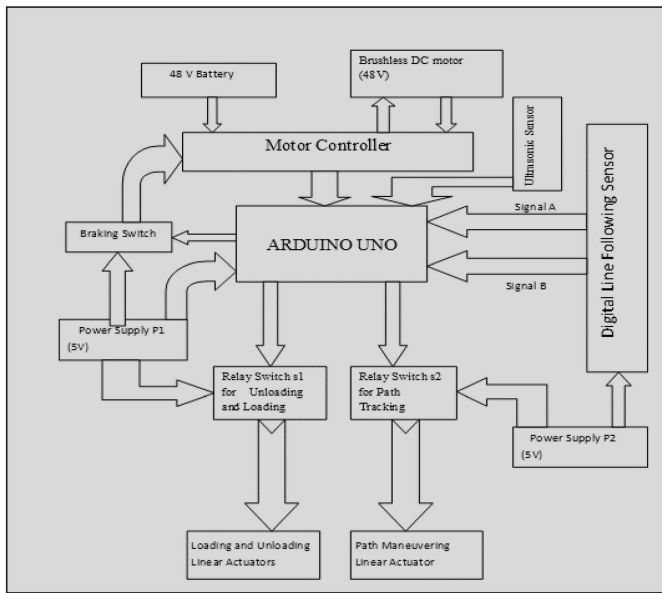 48 V Battery
Brushless DC motor
(48V)
Motor Controller
Ultrasonic Sensor
Digital Line Following Sensor
Signal A
Braking Switch
ARDUINO UNO
Signal B
Power Supply P1
(5V)
Relay Switch s1
for Unloading
and Loading
Relay Switch s2
for Path
Tracking
Power Supply P2
(5V)
Loading and Unloading
Linear Actuators
Path Maneuvering
Linear Actuator